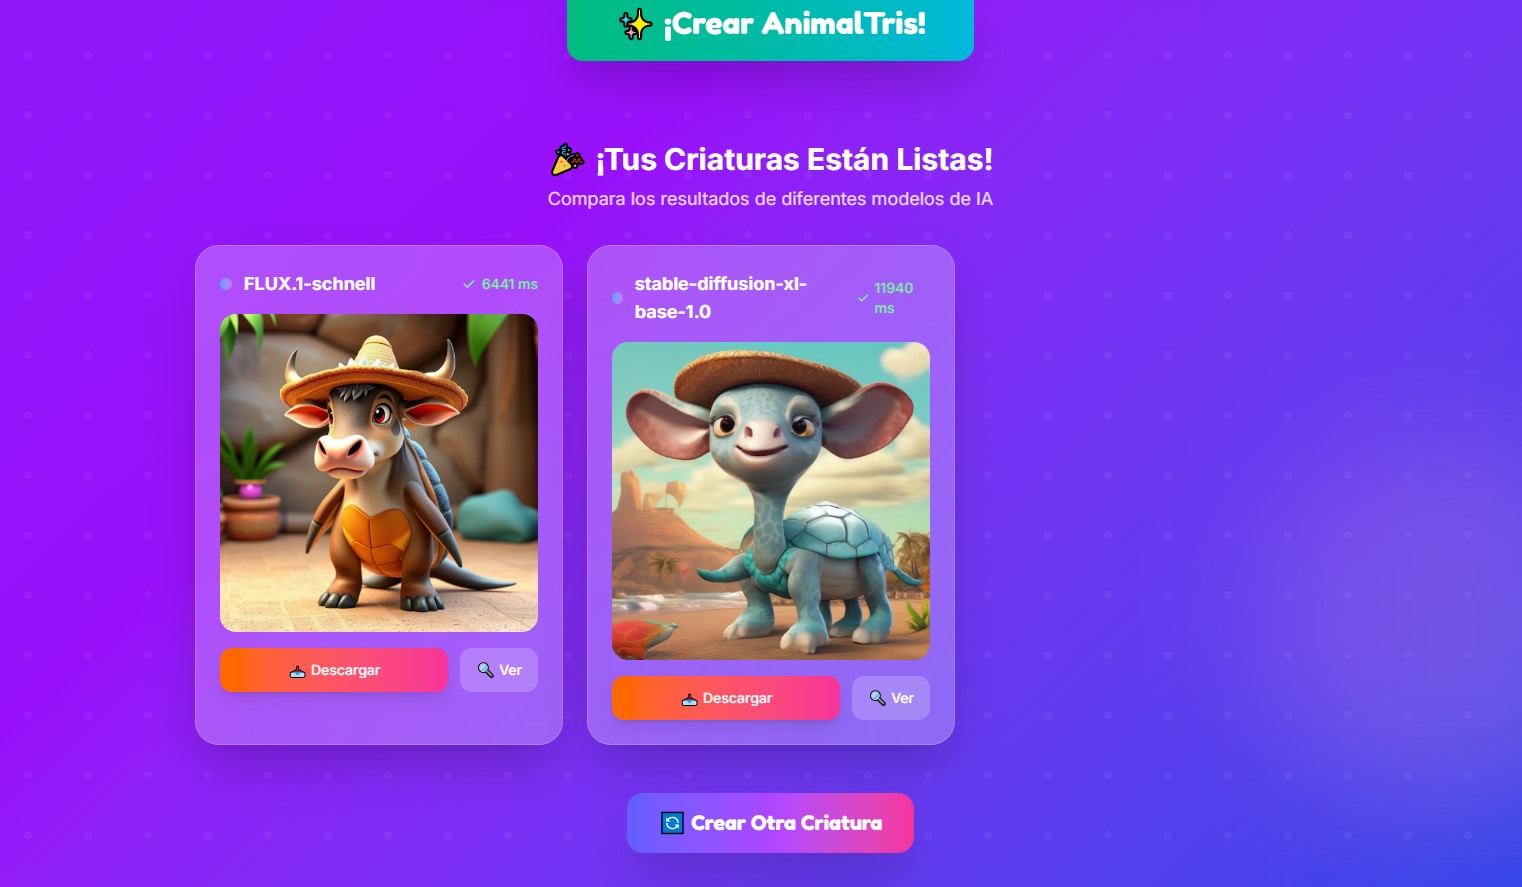 ✨ ¡Crear AnimalTris!
🎉 ¡Tus Criaturas Están Listas!
Compara los resultados de diferentes modelos de IA
FLUX.1-schnell
✓ 6441 ms
stable-diffusion-xl-
base-1.0
✓ 11940
ms
📥 Descargar
🔍 Ver
📥 Descargar
🔍 Ver
🔄 Crear Otra Criatura